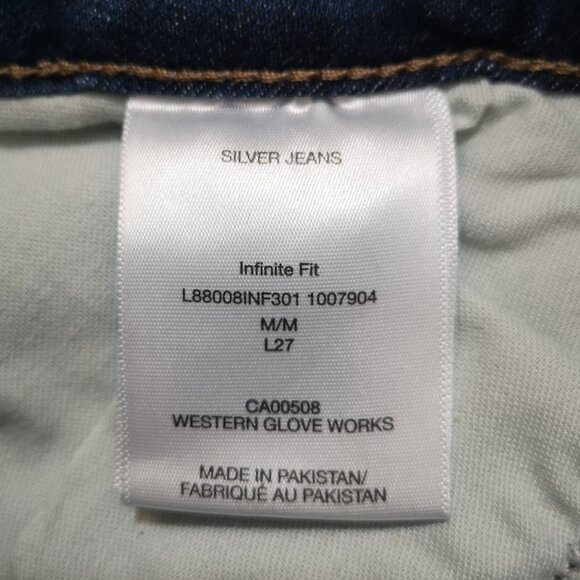 SILVER JEANS
Infinite Fit
L88008INF301 1007904
M/M
L27
CA00508
WESTERN GLOVE WORKS
MADE IN PAKISTAN/
FABRIQUÉ AU PAKISTAN